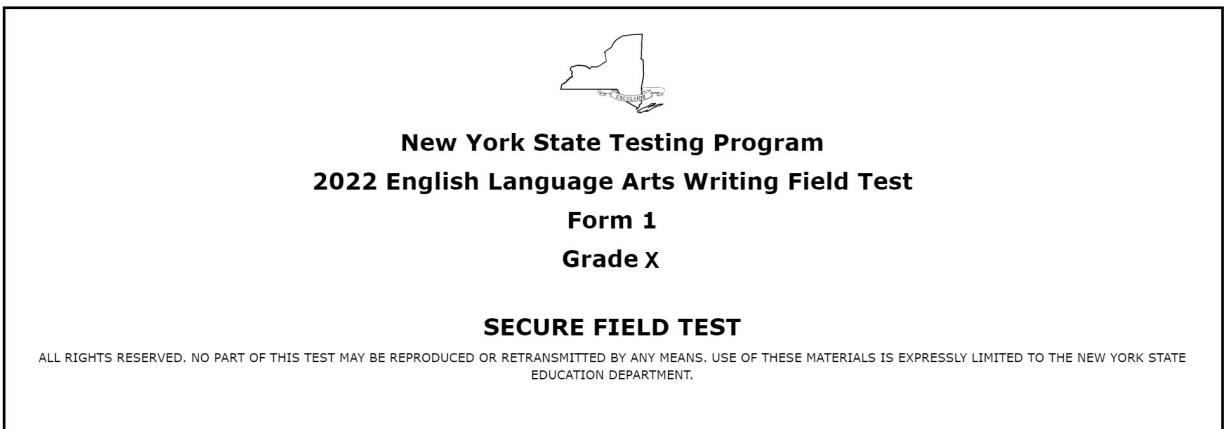 EXCELSIOR
New York State Testing Program
2022 English Language Arts Writing Field Test
Form 1
Grade X
SECURE FIELD TEST
ALL RIGHTS RESERVED. NO PART OF THIS TEST MAY BE REPRODUCED OR RETRANSMITTED BY ANY MEANS. USE OF THESE MATERIALS IS EXPRESSLY LIMITED TO THE NEW YORK STATE
EDUCATION DEPARTMENT.